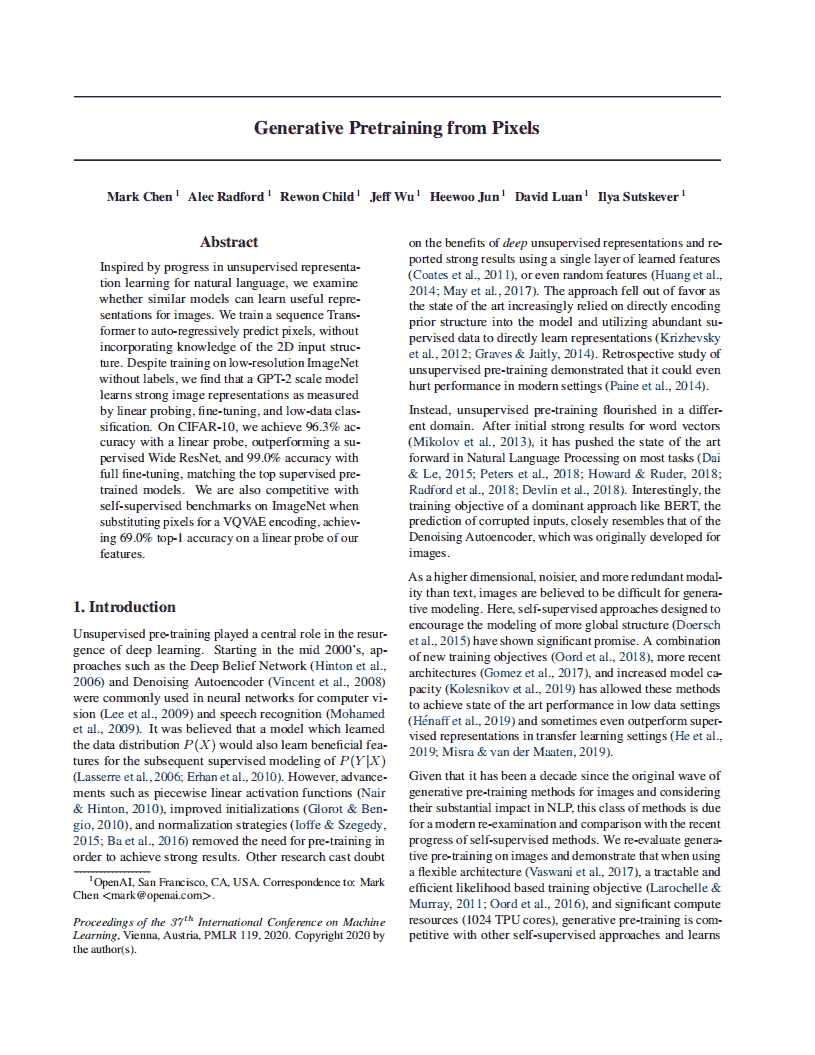 Generative Pretraining from Pixels
Mark Chen 1 Alec Radford 1 Rewon Child 1 Jeff Wu 1 Heewoo Jun 1 David Luan 1 Ilya Sutskever 1
Abstract
Inspired by progress in unsupervised representa-
tion learning for natural language, we examine
whether similar models can learn useful repre-
sentations for images. We train a sequence Trans-
former to auto-regressively predict pixels, without
incorporating knowledge of the 2D input struc-
ture. Despite training on low-resolution ImageNet
without labels, we find that a GPT-2 scale model
learns strong image representations as measured
by linear probing, fine-tuning, and low-data clas-
sification. On CIFAR-10, we achieve 96.3% ac-
curacy with a linear probe, outperforming a su-
pervised Wide ResNet, and 99.0% accuracy with
full fine-tuning, matching the top supervised pre-
trained models. We are also competitive with
self-supervised benchmarks on ImageNet when
substituting pixels for a VQVAE encoding, achiev-
ing 69.0% top-1 accuracy on a linear probe of our
features.
1. Introduction
Unsupervised pre-training played a central role in the resur-
gence of deep learning. Starting in the mid 2000's, ap-
proaches such as the Deep Belief Network (Hinton et al.,
2006) and Denoising Autoencoder (Vincent et al., 2008)
were commonly used in neural networks for computer vi-
sion (Lee et al., 2009) and speech recognition (Mohamed
et al., 2009). It was believed that a model which learned
the data distribution P(X) would also learn beneficial fea-
tures for the subsequent supervised modeling of P(Y|X)
(Lasserre et al., 2006; Erhan et al., 2010). However, advance-
ments such as piecewise linear activation functions (Nair
& Hinton, 2010), improved initializations (Glorot & Ben-
gio, 2010), and normalization strategies (Ioffe & Szegedy,
2015; Ba et al., 2016) removed the need for pre-training in
order to achieve strong results. Other research cast doubt
1OpenAI, San Francisco, CA, USA. Correspondence to: Mark
Chen <mark@openai.com>.
Proceedings of the 37th International Conference on Machine
Learning, Vienna, Austria, PMLR 119, 2020. Copyright 2020 by
the author(s).
on the benefits of deep unsupervised representations and re-
ported strong results using a single layer of learned features
(Coates et al., 2011), or even random features (Huang et al.,
2014; May et al., 2017). The approach fell out of favor as
the state of the art increasingly relied on directly encoding
prior structure into the model and utilizing abundant su-
pervised data to directly learn representations (Krizhevsky
et al., 2012; Graves & Jaitly, 2014). Retrospective study of
unsupervised pre-training demonstrated that it could even
hurt performance in modern settings (Paine et al., 2014).
Instead, unsupervised pre-training flourished in a differ-
ent domain. After initial strong results for word vectors
(Mikolov et al., 2013), it has pushed the state of the art
forward in Natural Language Processing on most tasks (Dai
& Le, 2015; Peters et al., 2018; Howard & Ruder, 2018;
Radford et al., 2018; Devlin et al., 2018). Interestingly, the
training objective of a dominant approach like BERT, the
prediction of corrupted inputs, closely resembles that of the
Denoising Autoencoder, which was originally developed for
images.
As a higher dimensional, noisier, and more redundant modal-
ity than text, images are believed to be difficult for genera-
tive modeling. Here, self-supervised approaches designed to
encourage the modeling of more global structure (Doersch
et al., 2015) have shown significant promise. A combination
of new training objectives (Oord et al., 2018), more recent
architectures (Gomez et al., 2017), and increased model ca-
pacity (Kolesnikov et al., 2019) has allowed these methods
to achieve state of the art performance in low data settings
(Hénaff et al., 2019) and sometimes even outperform super-
vised representations in transfer learning settings (He et al.,
2019; Misra & van der Maaten, 2019).
Given that it has been a decade since the original wave of
generative pre-training methods for images and considering
their substantial impact in NLP, this class of methods is due
for a modern re-examination and comparison with the recent
progress of self-supervised methods. We re-evaluate genera-
tive pre-training on images and demonstrate that when using
a flexible architecture (Vaswani et al., 2017), a tractable and
efficient likelihood based training objective (Larochelle &
Murray, 2011; Oord et al., 2016), and significant compute
resources (1024 TPU cores), generative pre-training is com-
petitive with other self-supervised approaches and learns